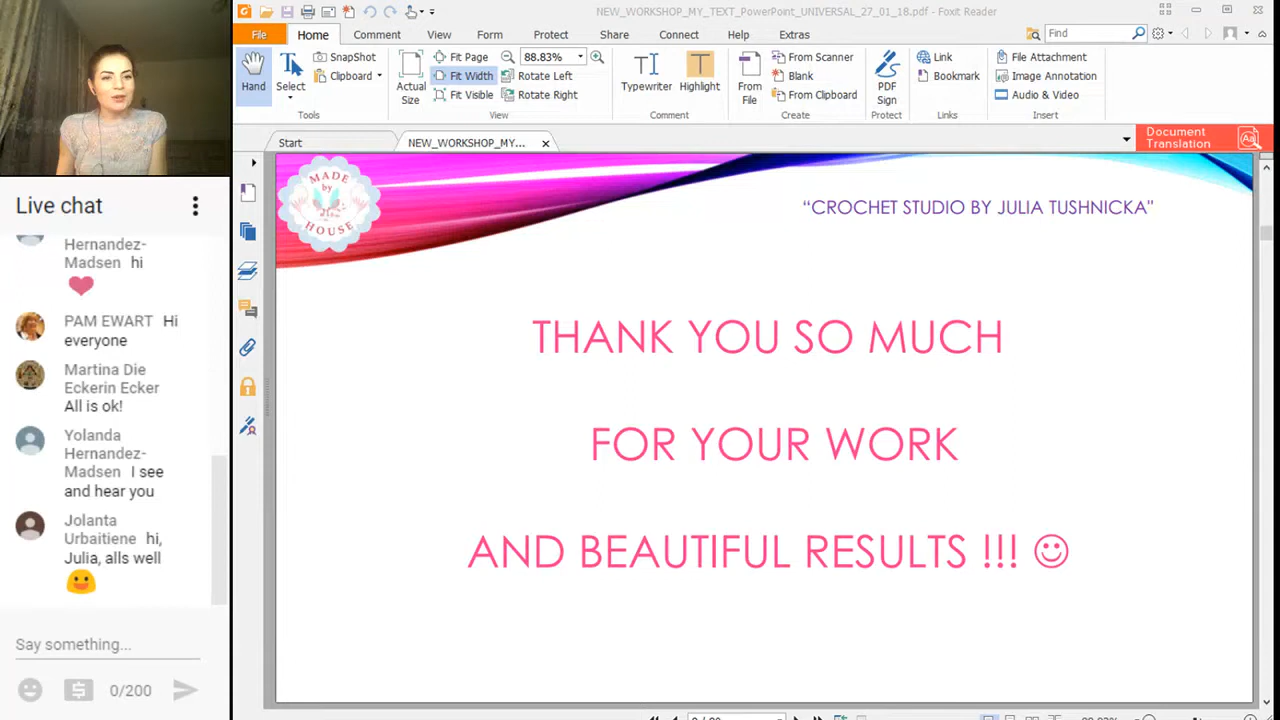 NEW_WORKSHOP_MY_TEXT_PowerPoint_UNIVERSAL_27_01_18.pdf - Foxit Reader
File Home Comment View Form Protect Share Connect Help Extras Find
Hand
Select
SnapShot
Clipboard
Tools
Actual Size
Fit Page
Fit Width
Fit Visible
88.83%
Rotate Left
Rotate Right
View
Typewriter
Highlight
Comment
From File
From Scanner
Blank
From Clipboard
Create
PDF Sign
Protect
Link
Bookmark
Links
File Attachment
Image Annotation
Audio & Video
Insert
Start
NEW_WORKSHOP_MY...
Document
Translation
Live chat
Hernandez-
Madsen hi
PAM EWART Hi
everyone
Martina Die
Eckerin Ecker
All is ok!
Yolanda
Hernandez-
Madsen I see
and hear you
Jolanta
Urbaitiene hi,
Julia, alls well
Say something...
0/200
MADE
by
HOUSE
“CROCHET STUDIO BY JULIA TUSHNICKA"
THANK YOU SO MUCH
FOR YOUR WORK
AND BEAUTIFUL RESULTS !!! ☺